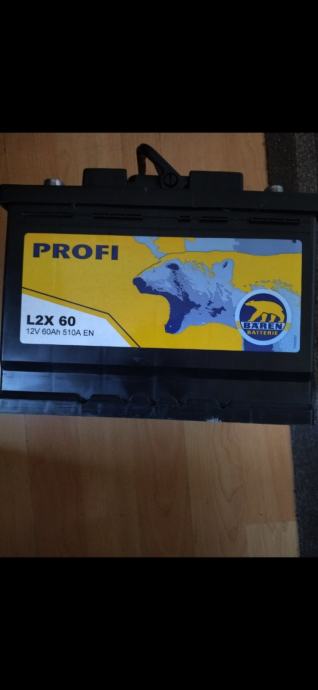 PROFI
L2X 60
12V 60Ah 510A EN
BÄREN
BATTERIE